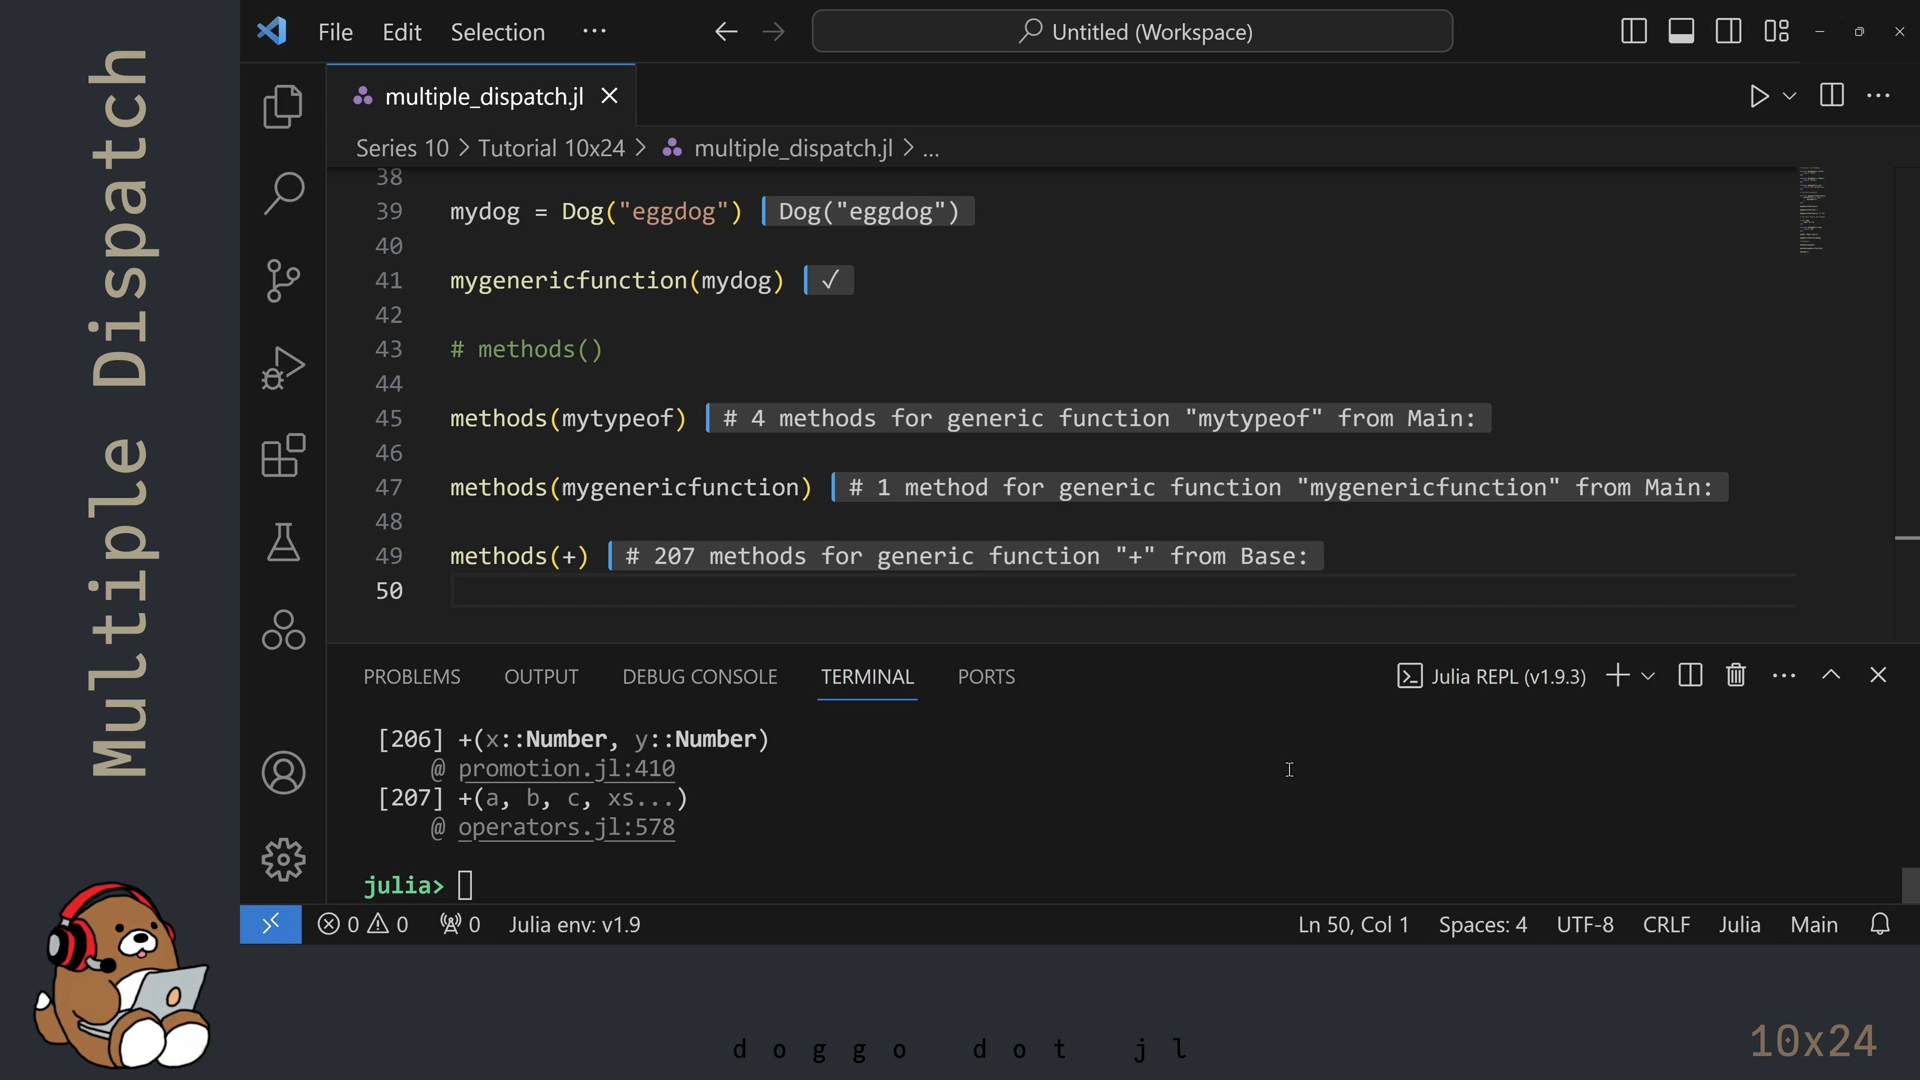 Multiple Dispatch
File Edit Selection ...
Untitled (Workspace)
multiple_dispatch.jl
Series 10 > Tutorial 10x24 > multiple_dispatch.jl > ...
38
39 mydog = Dog("eggdog") Dog("eggdog")
40
41 mygenericfunction(mydog) ✓
42
43 # methods()
44
45 methods(mytypeof) # 4 methods for generic function "mytypeof" from Main:
46
47 methods(mygenericfunction) # 1 method for generic function "mygenericfunction" from Main:
48
49 methods(+) # 207 methods for generic function "+" from Base:
50
PROBLEMS OUTPUT DEBUG CONSOLE TERMINAL PORTS Julia REPL (v1.9.3)
[206] +(x::Number, y::Number)
@ promotion.jl:410
[207] +(a, b, c, xs...)
@ operators.jl:578
julia>
0 0 0 Julia env: v1.9 Ln 50, Col 1 Spaces: 4 UTF-8 CRLF Julia Main
doggo dot jl
10x24